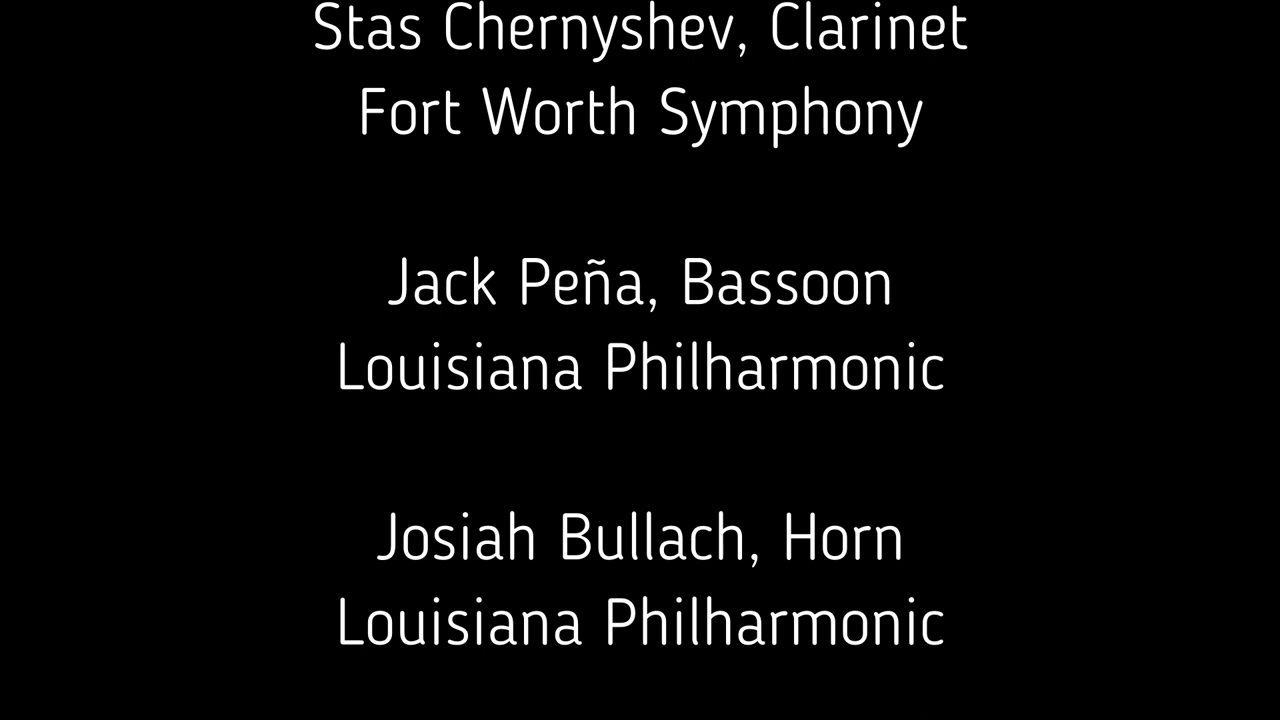 Stas Chernyshev, Clarinet
Fort Worth Symphony
Jack Peña, Bassoon
Louisiana Philharmonic
Josiah Bullach, Horn
Louisiana Philharmonic